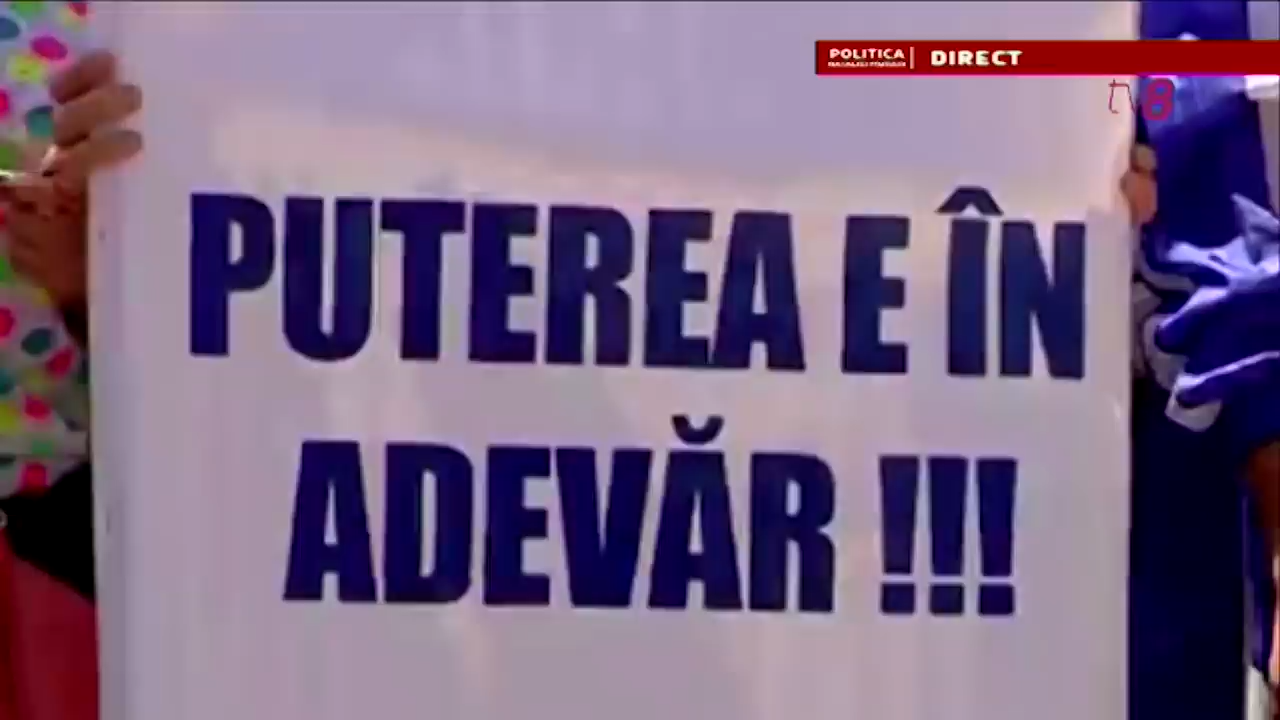 POLITICA
DIRECT
tv8
PUTEREA E ÎN
ADEVĂR !!!